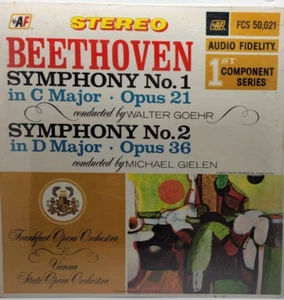 AF
STEREO
AF
FCS 50,021
AUDIO FIDELITY®
1ST COMPONENT SERIES™
BEETHOVEN
SYMPHONY No.1
in C Major · Opus 21
conducted by WALTER GOEHR
SYMPHONY No.2
in D Major · Opus 36
conducted by MICHAEL GIELEN
Frankfurt Opera Orchestra
Vienna
State Opera Orchestra